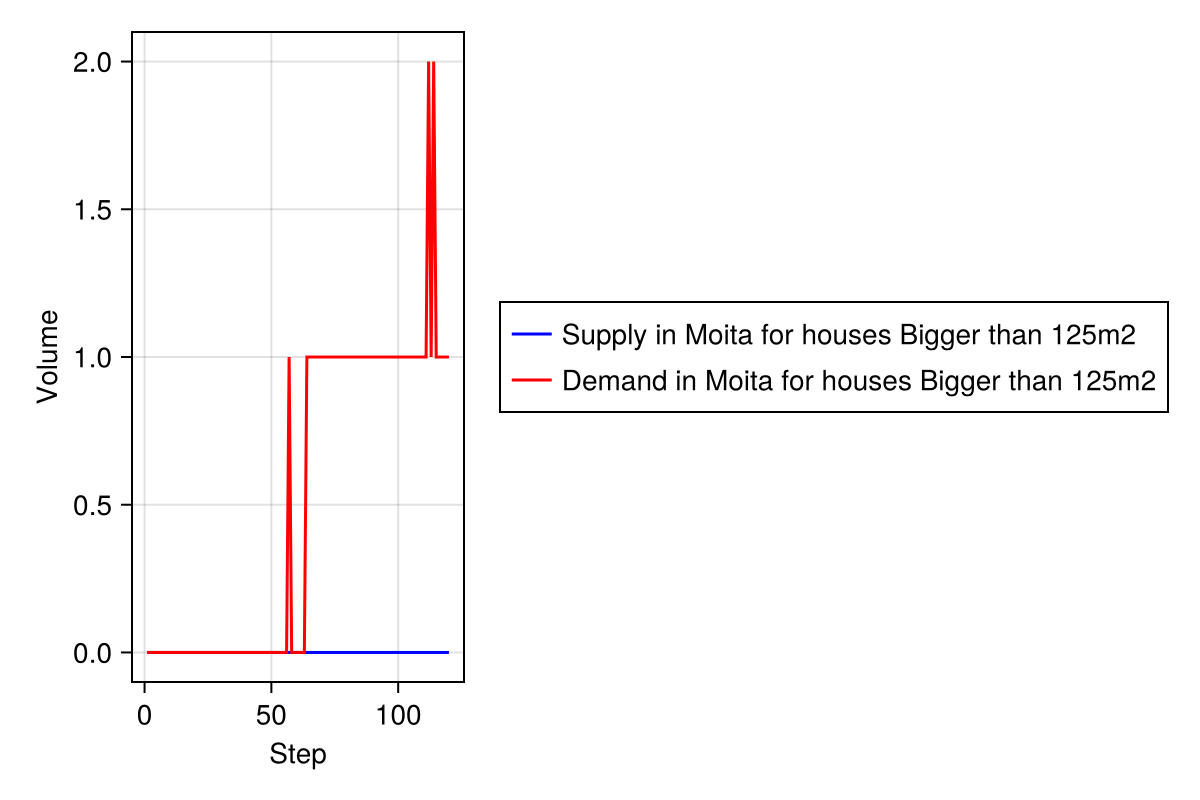 2.0
1.5
1.0
0.5
0.0
Volume
0 50 100
Step
Supply in Moita for houses Bigger than 125m2
Demand in Moita for houses Bigger than 125m2